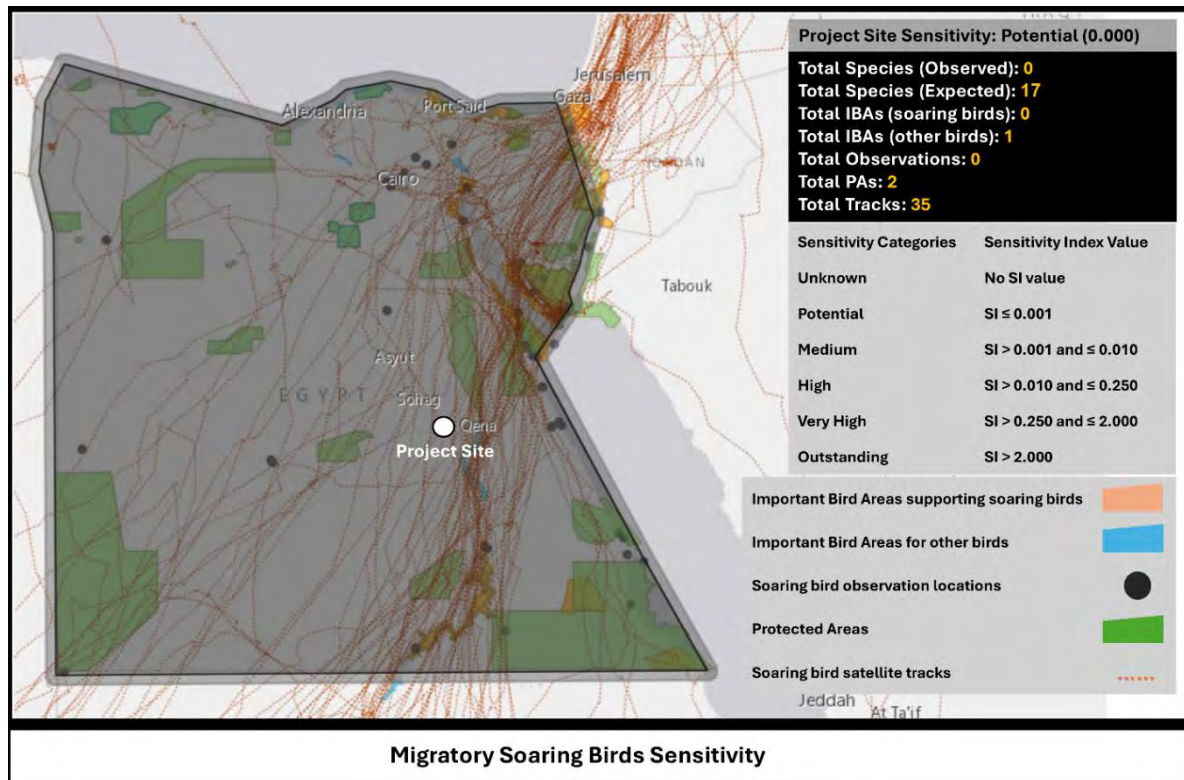 Project Site Sensitivity: Potential (0.000)
Total Species (Observed): 0
Total Species (Expected): 17
Total IBAs (soaring birds): 0
Total IBAs (other birds): 1
Total Observations: 0
Total PAs: 2
Total Tracks: 35
Sensitivity Categories Sensitivity Index Value
Unknown No SI value
Potential SI ≤ 0.001
Medium SI > 0.001 and ≤ 0.010
High SI > 0.010 and ≤ 0.250
Very High SI > 0.250 and ≤ 2.000
Outstanding SI > 2.000
Important Bird Areas supporting soaring birds
Important Bird Areas for other birds
Soaring bird observation locations
Protected Areas
Soaring bird satellite tracks
Jerusalem
Gaza
Port Said
Alexandria
JORDAN
Cairo
Tabouk
Asyut
EGYPT
Sohag
Qena
Project Site
Jeddah
At Ta'if
Migratory Soaring Birds Sensitivity